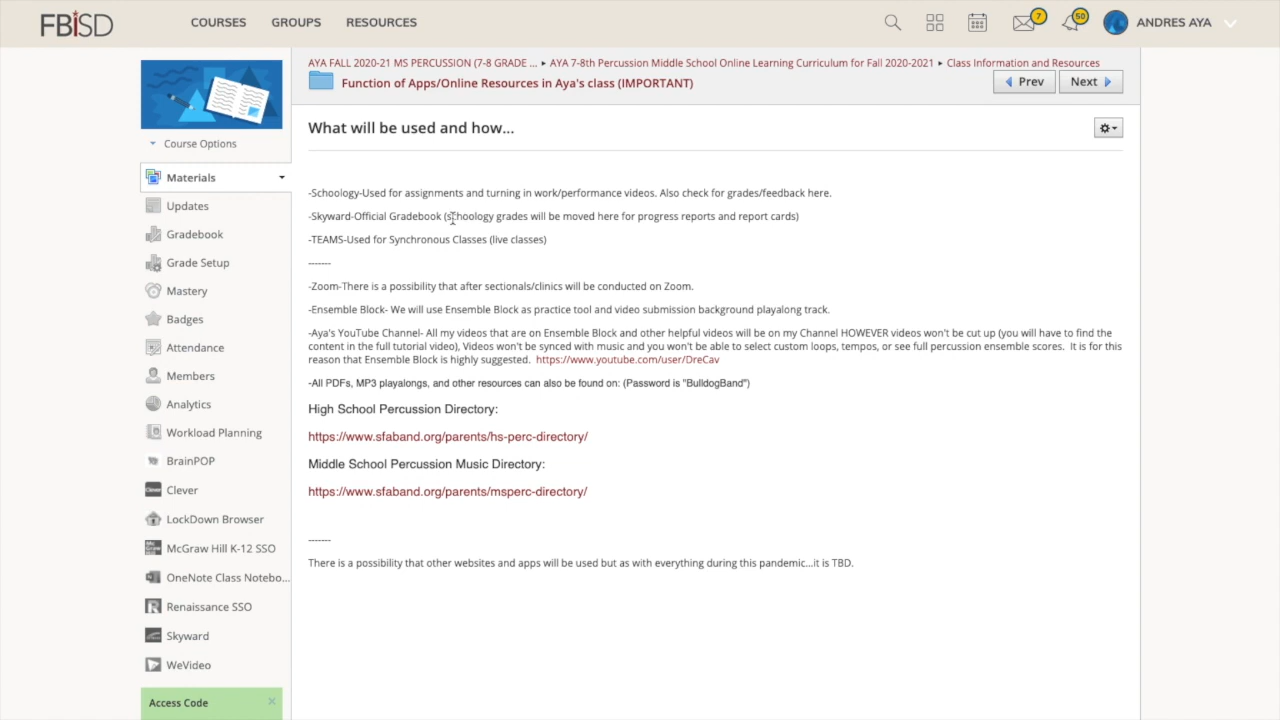 FBiSD
COURSES
GROUPS
RESOURCES
7
50
ANDRES AYA
AYA FALL 2020-21 MS PERCUSSION (7-8 GRADE ... ▸ AYA 7-8th Percussion Middle School Online Learning Curriculum for Fall 2020-2021 ▸ Class Information and Resources
Function of Apps/Online Resources in Aya's class (IMPORTANT)
Prev
Next
Course Options
Materials
Updates
Gradebook
Grade Setup
Mastery
Badges
Attendance
Members
Analytics
Workload Planning
BrainPOP
Clever
LockDown Browser
McGraw Hill K-12 SSO
OneNote Class Notebo...
Renaissance SSO
Skyward
WeVideo
Access Code
What will be used and how...
-Schoology-Used for assignments and turning in work/performance videos. Also check for grades/feedback here.
-Skyward-Official Gradebook (schoology grades will be moved here for progress reports and report cards)
-TEAMS-Used for Synchronous Classes (live classes)
-------
-Zoom-There is a possibility that after sectionals/clinics will be conducted on Zoom.
-Ensemble Block- We will use Ensemble Block as practice tool and video submission background playalong track.
-Aya's YouTube Channel- All my videos that are on Ensemble Block and other helpful videos will be on my Channel HOWEVER videos won't be cut up (you will have to find the
content in the full tutorial video), Videos won't be synced with music and you won't be able to select custom loops, tempos, or see full percussion ensemble scores. It is for this
reason that Ensemble Block is highly suggested. https://www.youtube.com/user/DreCav
-All PDFs, MP3 playalongs, and other resources can also be found on: (Password is "BulldogBand")
High School Percussion Directory:
https://www.sfaband.org/parents/hs-perc-directory/
Middle School Percussion Music Directory:
https://www.sfaband.org/parents/msperc-directory/
-------
There is a possibility that other websites and apps will be used but as with everything during this pandemic...it is TBD.